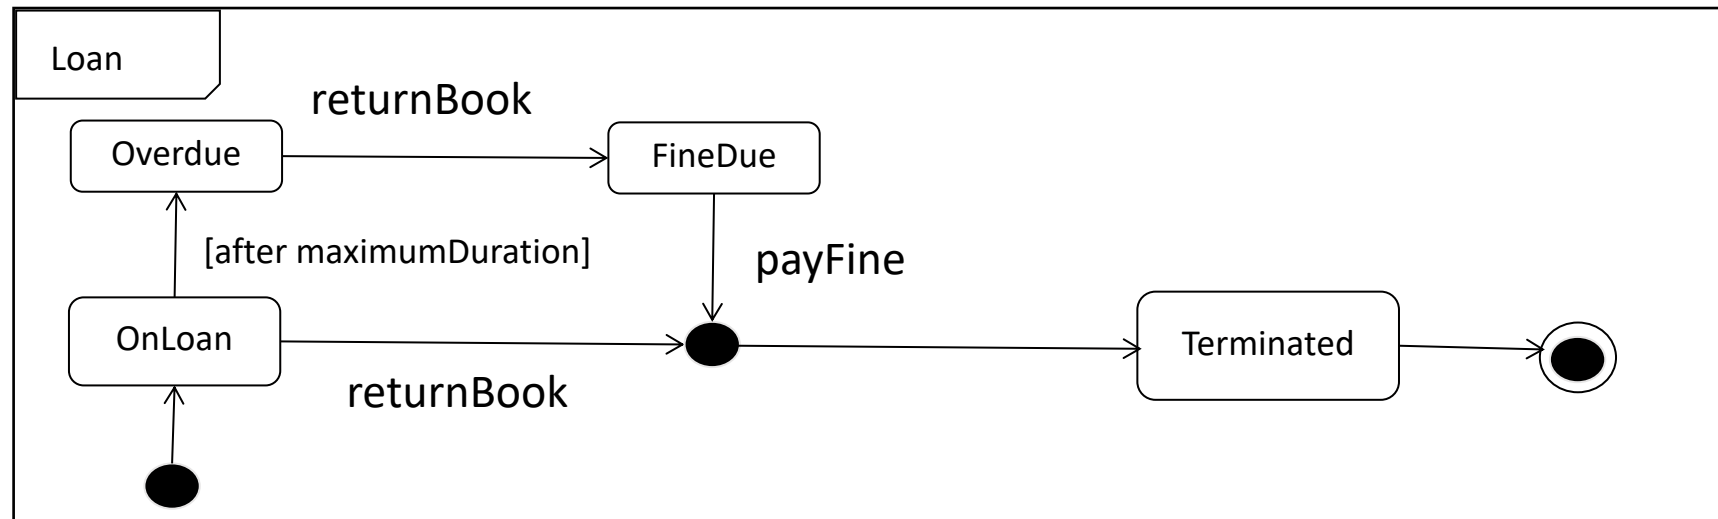 Loan
returnBook
Overdue
FineDue
[after maximumDuration]
payFine
OnLoan
Terminated
returnBook